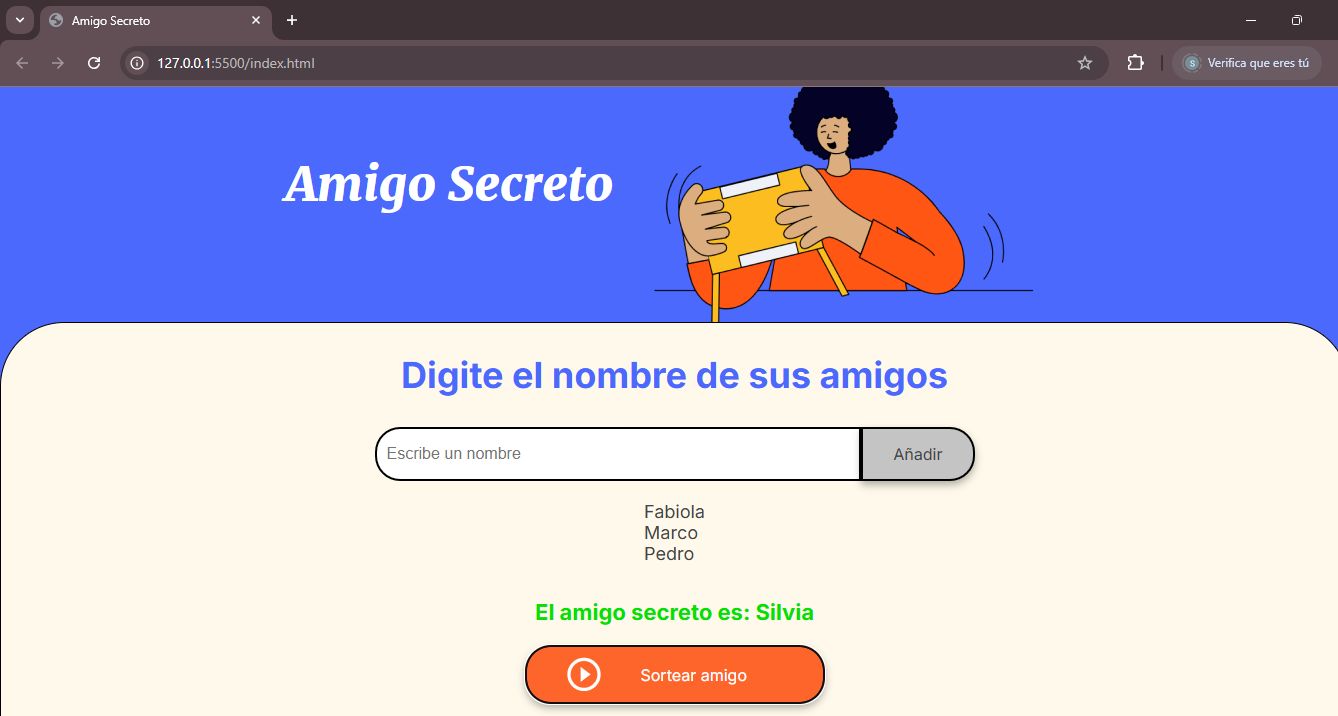 Amigo Secreto
127.0.0.1:5500/index.html
S Verifica que eres tú
Amigo Secreto
Digite el nombre de sus amigos
Escribe un nombre Añadir
Fabiola
Marco
Pedro
El amigo secreto es: Silvia
Sortear amigo